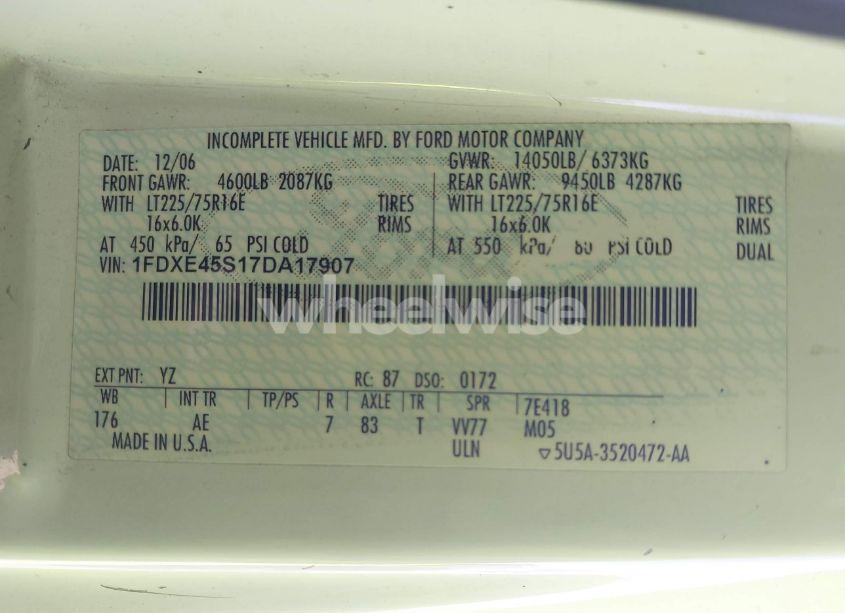 INCOMPLETE VEHICLE MFD. BY FORD MOTOR COMPANY
DATE: 12/06 GVWR: 14050LB/ 6373KG
FRONT GAWR: 4600LB 2087KG REAR GAWR: 9450LB 4287KG
WITH LT225/75R16E TIRES WITH LT225/75R16E TIRES
16x6.0K RIMS 16x6.0K RIMS
AT 450 kPa/ 65 PSI COLD AT 550 kPa/ 80 PSI COLD DUAL
VIN: 1FDXE45S17DA17907
wheelwise
EXT PNT: YZ RC: 87 DSO: 0172
WB INT TR TP/PS R AXLE TR SPR 7E418
176 AE 7 83 T VV77 M05
MADE IN U.S.A. ULN ▽5U5A-3520472-AA